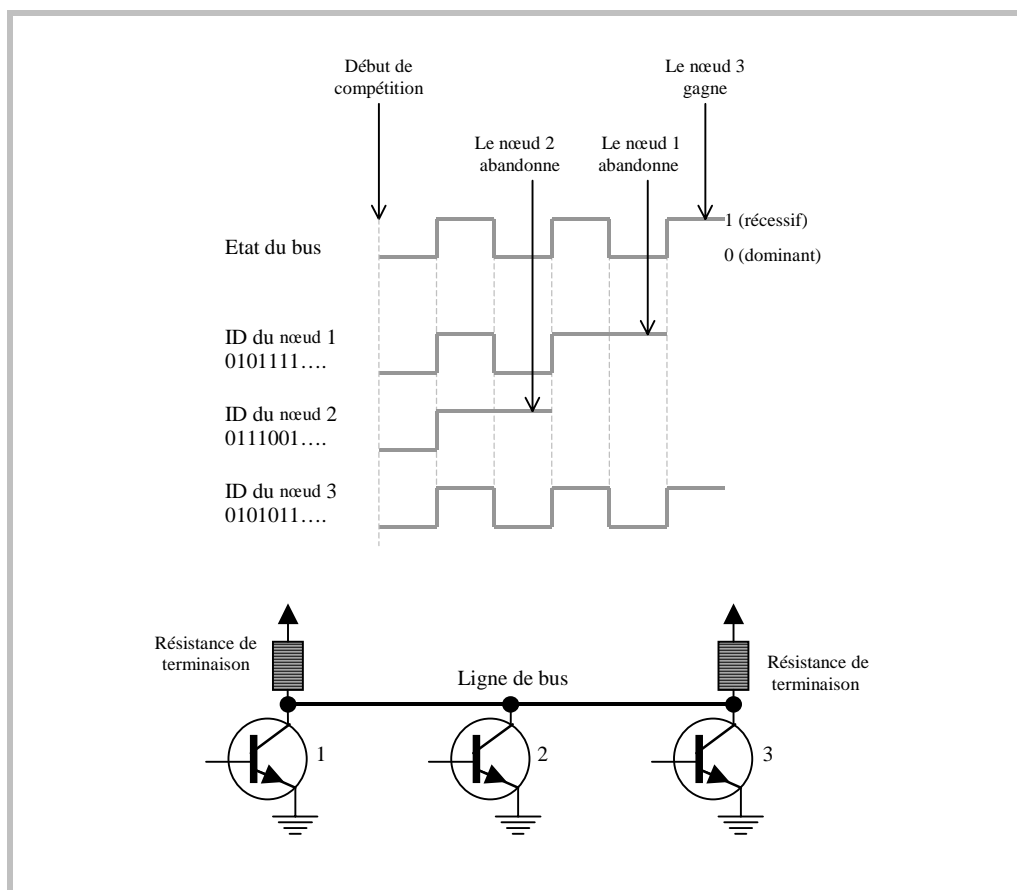 Début de
compétition
Le nœud 3
gagne
Le nœud 2
abandonne
Le nœud 1
abandonne
Etat du bus
1 (récessif)
0 (dominant)
ID du nœud 1
0101111….
ID du nœud 2
0111001….
ID du nœud 3
0101011….
Résistance de
terminaison
Ligne de bus
Résistance de
terminaison
1
2
3